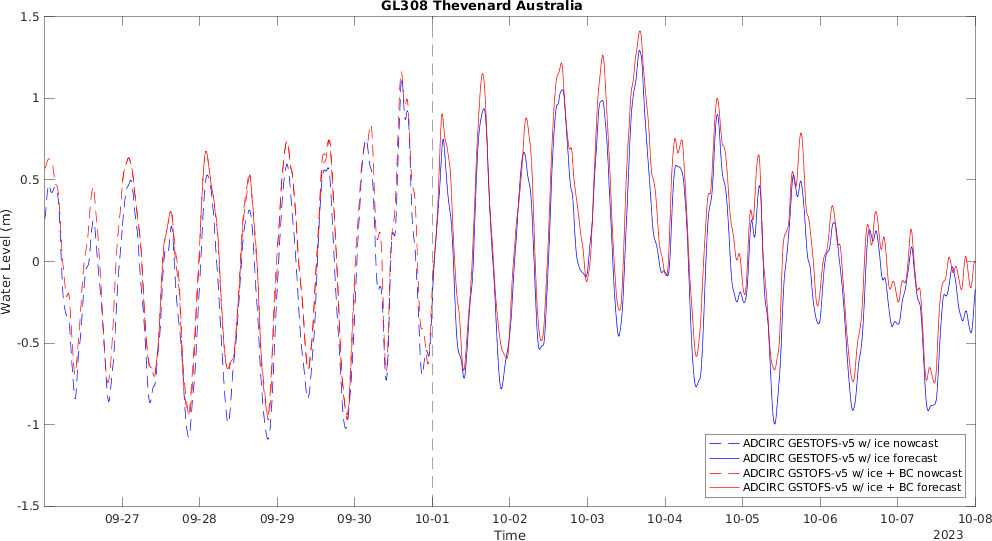 GL308 Thevenard Australia
1.5
1
0.5
0
-0.5
-1
-1.5
Water Level (m)
ADCIRC GESTOFS-v5 w/ ice nowcast
ADCIRC GESTOFS-v5 w/ ice forecast
ADCIRC GSTOFS-v5 w/ ice + BC nowcast
ADCIRC GSTOFS-v5 w/ ice + BC forecast
09-27 09-28 09-29 09-30 10-01 10-02 10-03 10-04 10-05 10-06 10-07 10-08
Time
2023